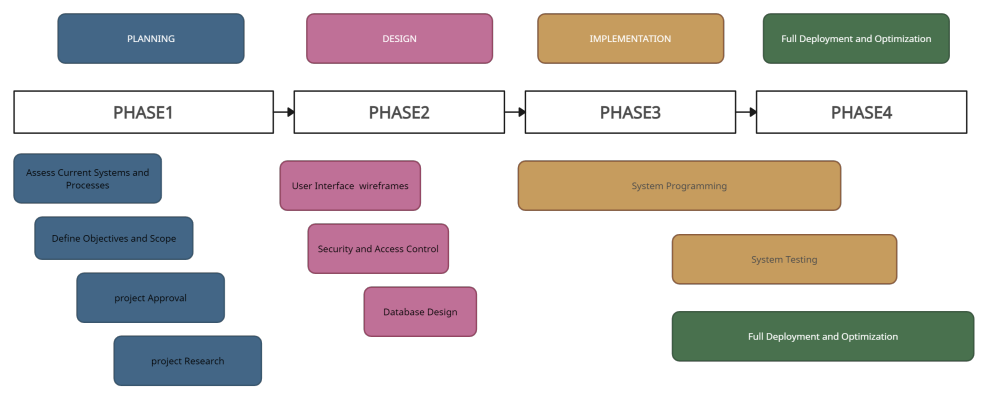 PLANNING
DESIGN
IMPLEMENTATION
Full Deployment and Optimization
PHASE1
PHASE2
PHASE3
PHASE4
Assess Current Systems and
Processes
Define Objectives and Scope
project Approval
project Research
User Interface wireframes
Security and Access Control
Database Design
System Programming
System Testing
Full Deployment and Optimization